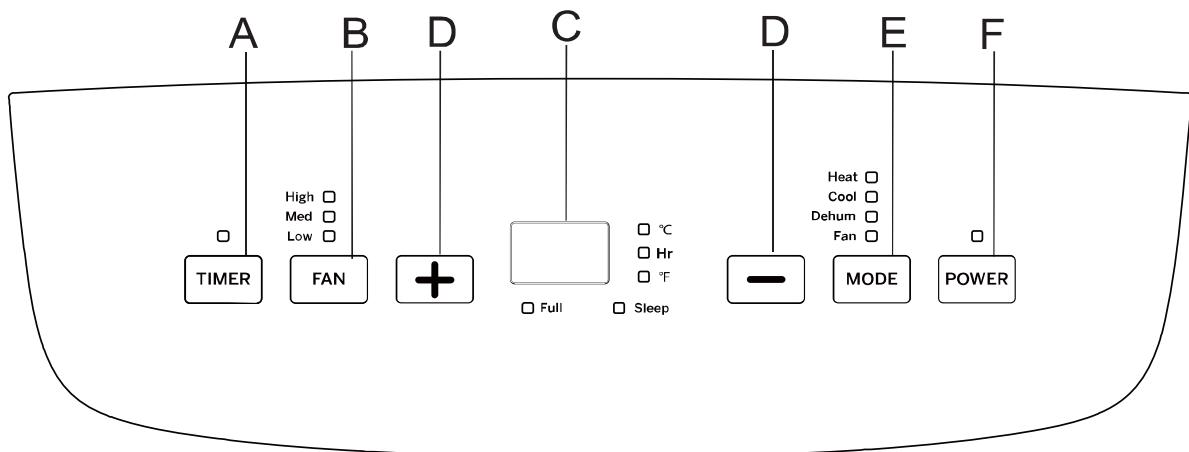 A B D C D E F
High
Med
Low
Heat
Cool
Dehum
Fan
°C
Hr
°F
TIMER FAN + − MODE POWER
Full Sleep